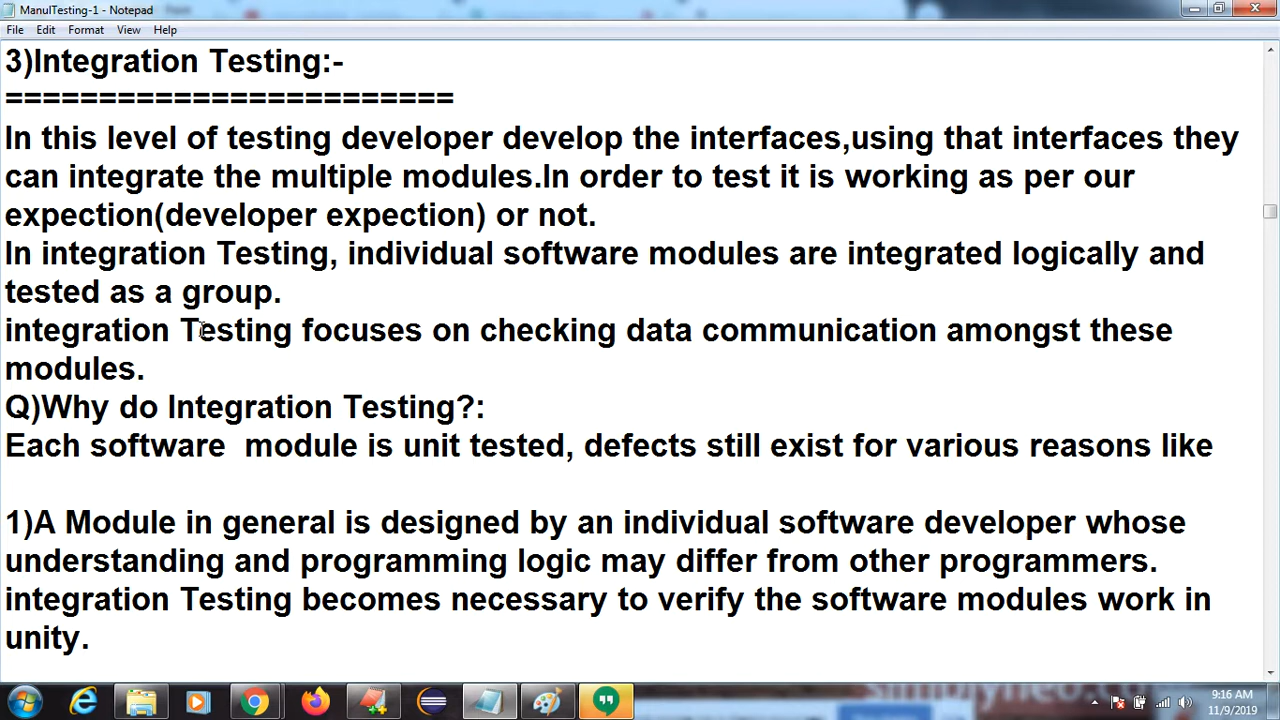 ManulTesting-1 - Notepad
File Edit Format View Help
3)Integration Testing:-
========================
In this level of testing developer develop the interfaces,using that interfaces they
can integrate the multiple modules.In order to test it is working as per our
expection(developer expection) or not.
In integration Testing, individual software modules are integrated logically and
tested as a group.
integration Testing focuses on checking data communication amongst these
modules.
Q)Why do Integration Testing?:
Each software  module is unit tested, defects still exist for various reasons like
1)A Module in general is designed by an individual software developer whose
understanding and programming logic may differ from other programmers.
integration Testing becomes necessary to verify the software modules work in
unity.
9:16 AM
11/9/2019